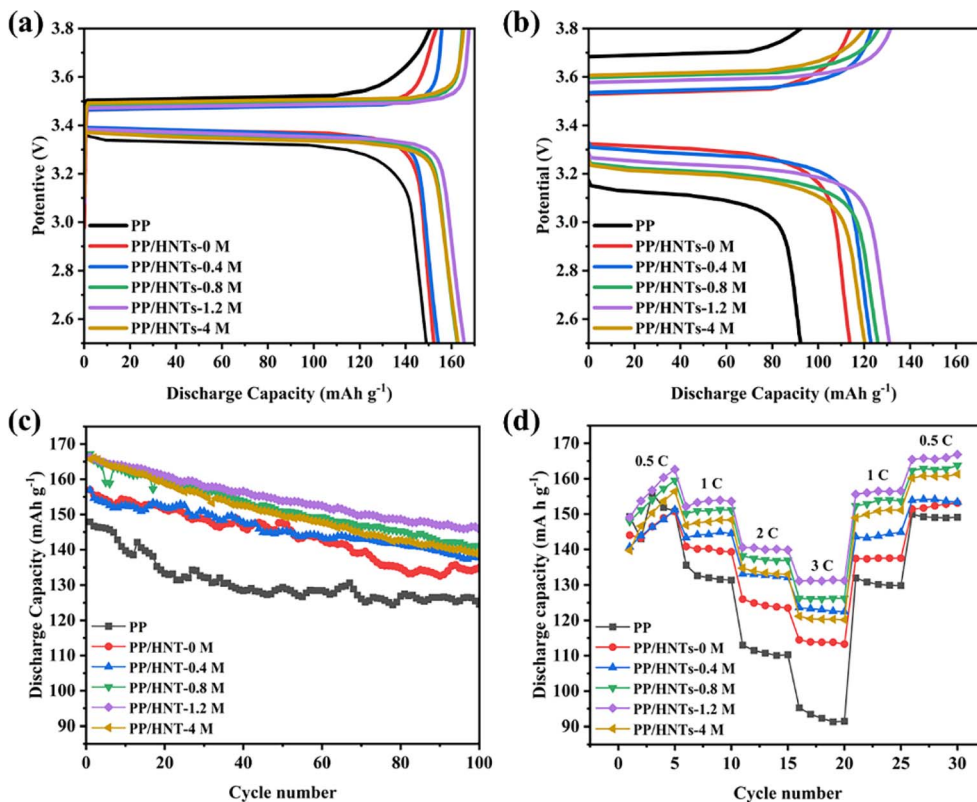 (a)
3.8
3.6
3.4
3.2
3.0
2.8
2.6
Potentive (V)
PP
PP/HNTs-0 M
PP/HNTs-0.4 M
PP/HNTs-0.8 M
PP/HNTs-1.2 M
PP/HNTs-4 M
0 20 40 60 80 100 120 140 160
Discharge Capacity (mAh g⁻¹)
(b)
3.8
3.6
3.4
3.2
3.0
2.8
2.6
Potential (V)
PP
PP/HNTs-0 M
PP/HNTs-0.4 M
PP/HNTs-0.8 M
PP/HNTs-1.2 M
PP/HNTs-4 M
0 20 40 60 80 100 120 140 160
Discharge Capacity (mAh g⁻¹)
(c)
170
160
150
140
130
120
110
100
90
Discharge Capacity (mAh g⁻¹)
PP
PP/HNT-0 M
PP/HNT-0.4 M
PP/HNT-0.8 M
PP/HNT-1.2 M
PP/HNT-4 M
0 20 40 60 80 100
Cycle number
(d)
170
160
150
140
130
120
110
100
90
Discharge capacity (mA h g⁻¹)
0.5 C
1 C
2 C
3 C
1 C
0.5 C
PP
PP/HNTs-0 M
PP/HNTs-0.4 M
PP/HNTs-0.8 M
PP/HNTs-1.2 M
PP/HNTs-4 M
0 5 10 15 20 25 30
Cycle number